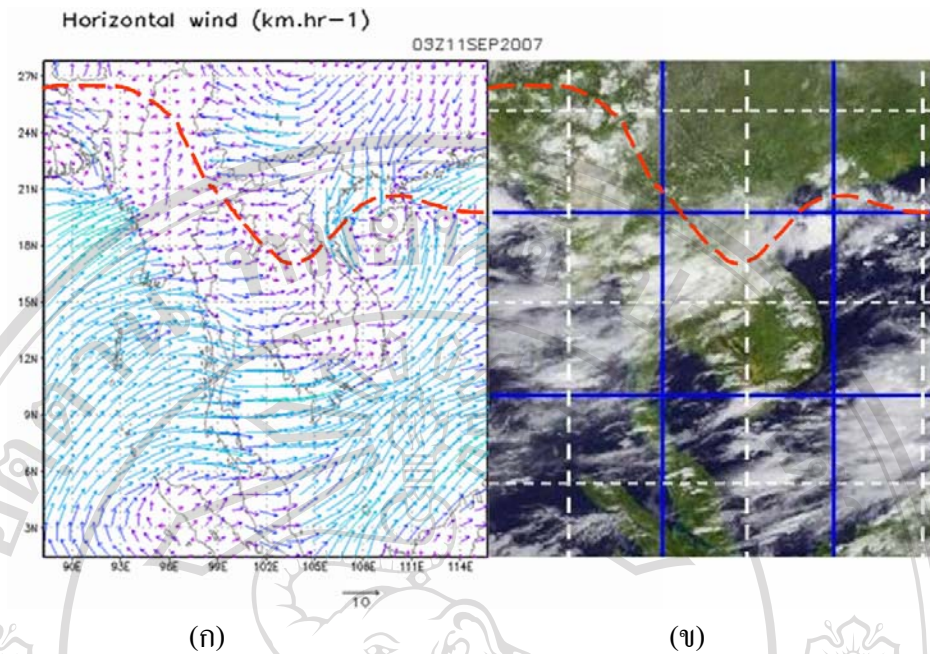 Horizontal wind (km.hr−1)
03Z11SEP2007
27N
24N
21N
18N
15N
12N
9N
6N
3N
90E 93E 96E 99E 102E 105E 108E 111E 114E
10
(ก) (ข)